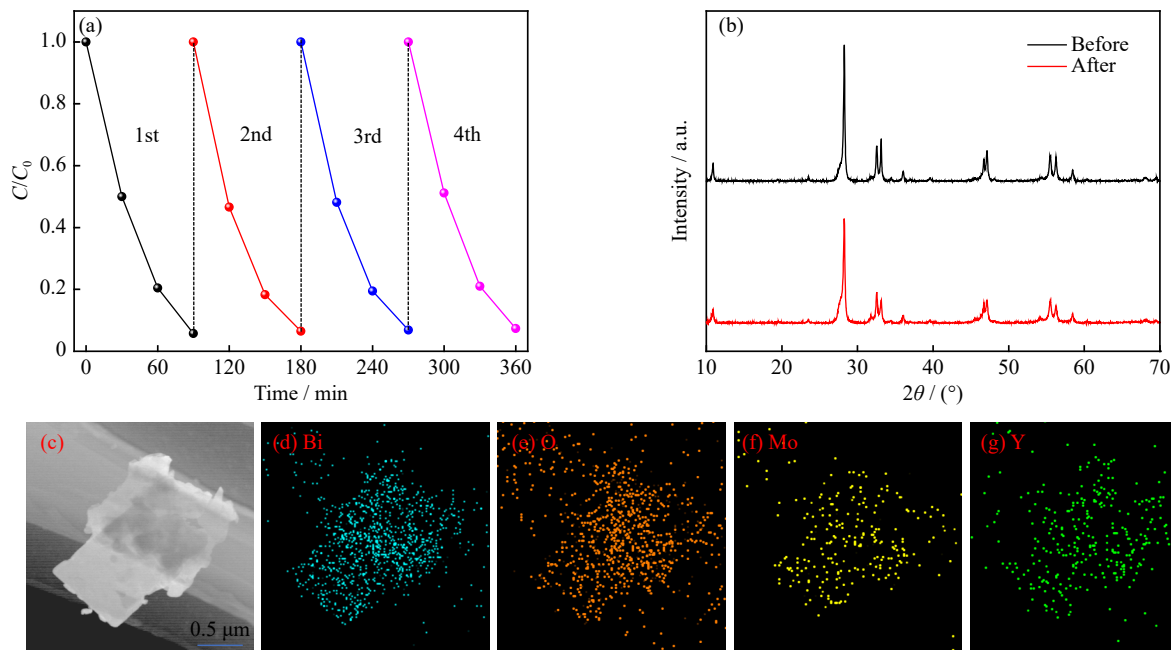 (a)
1.0
0.8
0.6
0.4
0.2
0
C/C0
1st
2nd
3rd
4th
0
60
120
180
240
300
360
Time / min
(b)
Before
After
Intensity / a.u.
10
20
30
40
50
60
70
2θ / (°)
(c)
0.5 μm
(d) Bi
(e) O
(f) Mo
(g) Y